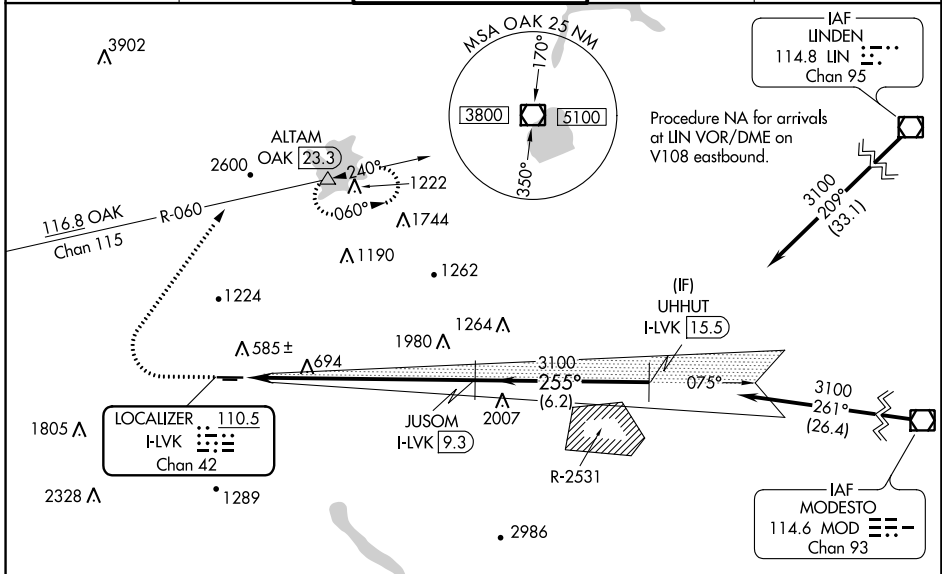 3902
MSA OAK 25 NM
170°
3800
5100
350°
IAF
LINDEN
114.8 LIN
Chan 95
Procedure NA for arrivals
at LIN VOR/DME on
V108 eastbound.
3100
209°
(33.1)
ALTAM
OAK 23.3
2600
240°
1222
060°
116.8 OAK
R-060
Chan 115
1744
1190
1262
1224
(IF)
UHHUT
I-LVK 15.5
1264
1980
585 ±
694
3100
255°
(6.2)
075°
3100
261°
(26.4)
JUSOM
I-LVK 9.3
2007
R-2531
LOCALIZER 110.5
I-LVK
Chan 42
1805
2328
1289
2986
IAF
MODESTO
114.6 MOD
Chan 93